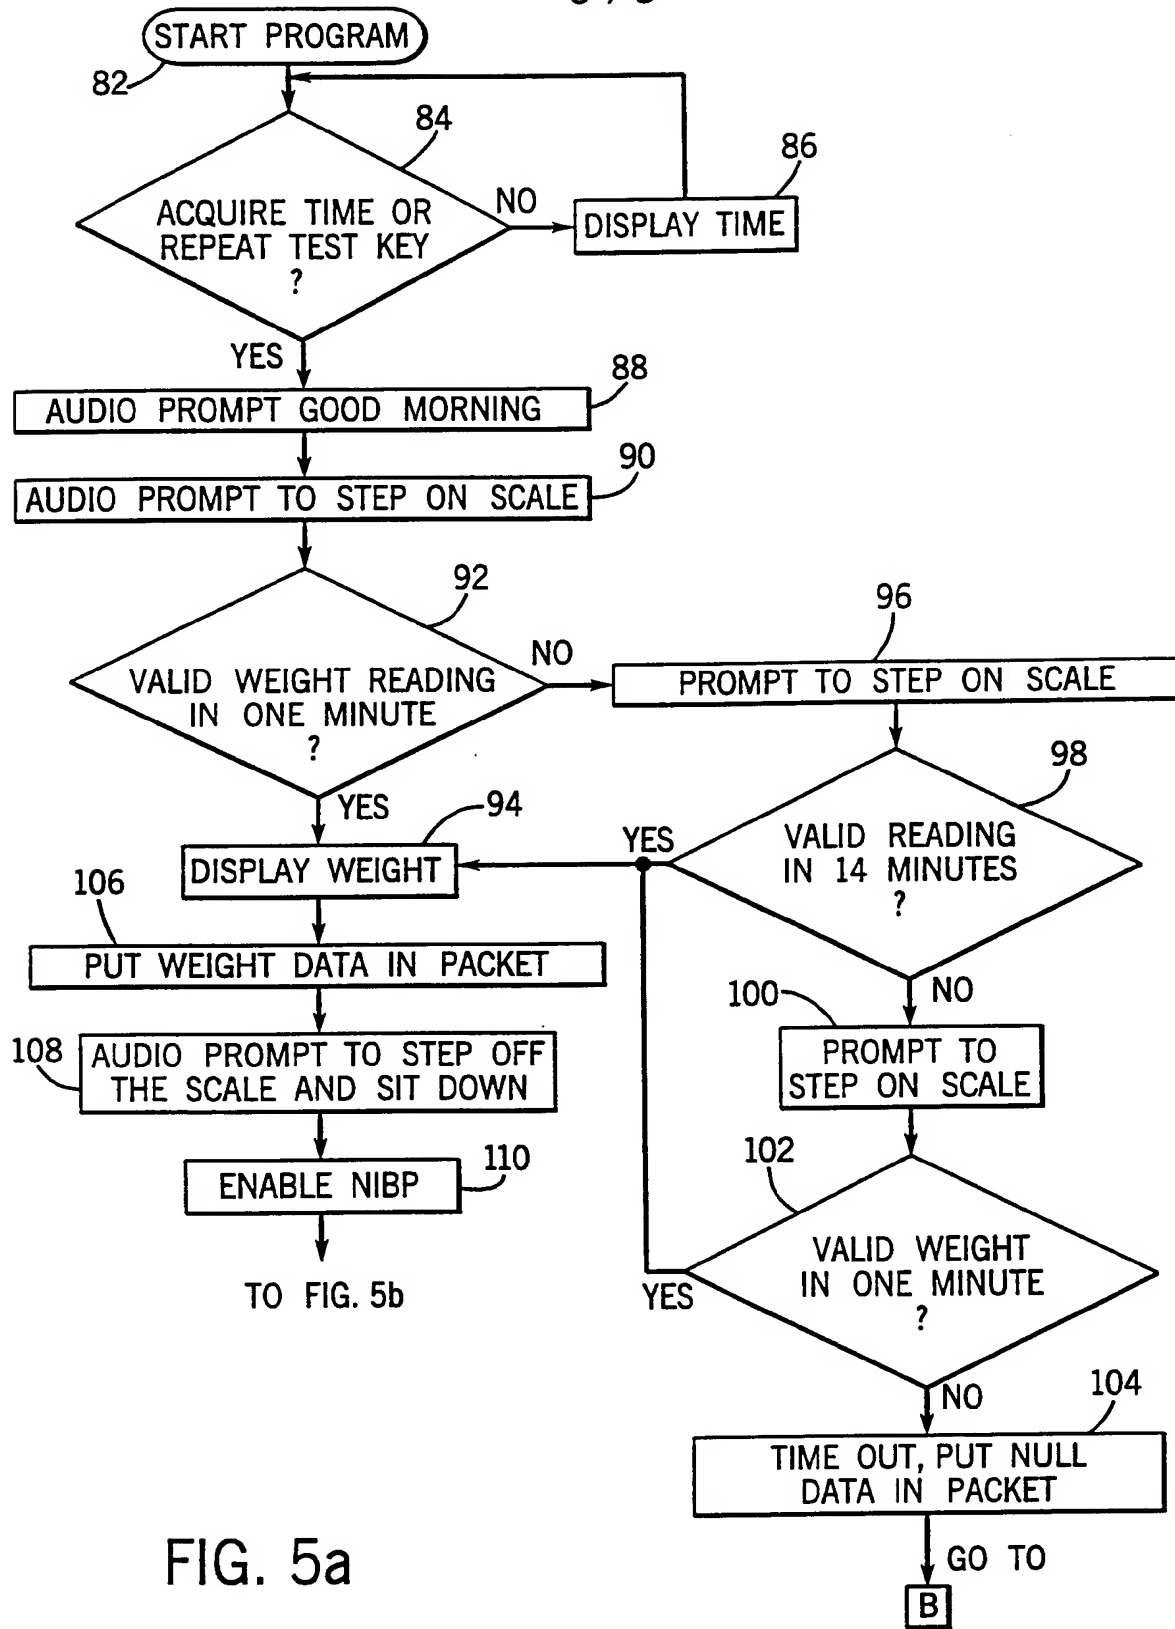 START PROGRAM
82
84
ACQUIRE TIME OR
REPEAT TEST KEY
?
NO
86
DISPLAY TIME
YES
88
AUDIO PROMPT GOOD MORNING
90
AUDIO PROMPT TO STEP ON SCALE
92
VALID WEIGHT READING
IN ONE MINUTE
?
NO
96
PROMPT TO STEP ON SCALE
98
VALID READING
IN 14 MINUTES
?
YES
YES
94
DISPLAY WEIGHT
106
PUT WEIGHT DATA IN PACKET
108
AUDIO PROMPT TO STEP OFF
THE SCALE AND SIT DOWN
110
ENABLE NIBP
TO FIG. 5b
NO
100
PROMPT TO
STEP ON SCALE
102
VALID WEIGHT
IN ONE MINUTE
?
YES
NO
104
TIME OUT, PUT NULL
DATA IN PACKET
GO TO
B
FIG. 5a